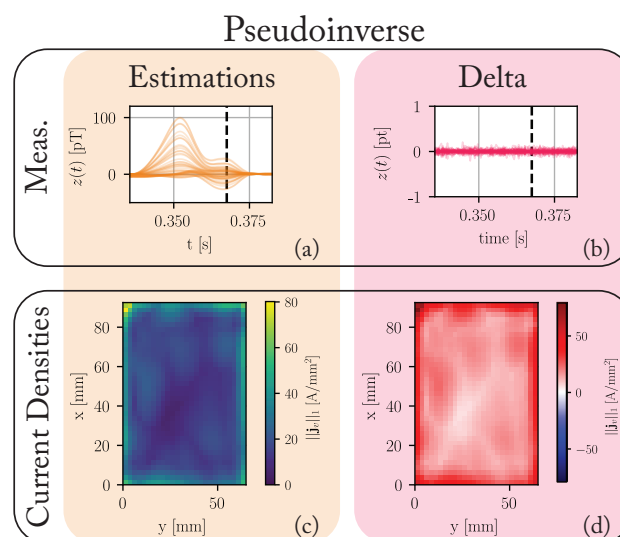 Pseudoinverse
Estimations
Delta
Meas.
100
0
z(t) [pT]
0.350
0.375
t [s]
(a)
1
0
-1
z(t) [pt]
0.350
0.375
time [s]
(b)
Current Densities
80
60
40
20
0
x [mm]
0
50
y [mm]
80
60
40
20
0
||j_v||_1 [A/mm²]
(c)
80
60
40
20
0
x [mm]
0
50
y [mm]
50
0
−50
||j_v||_1 [A/mm²]
(d)